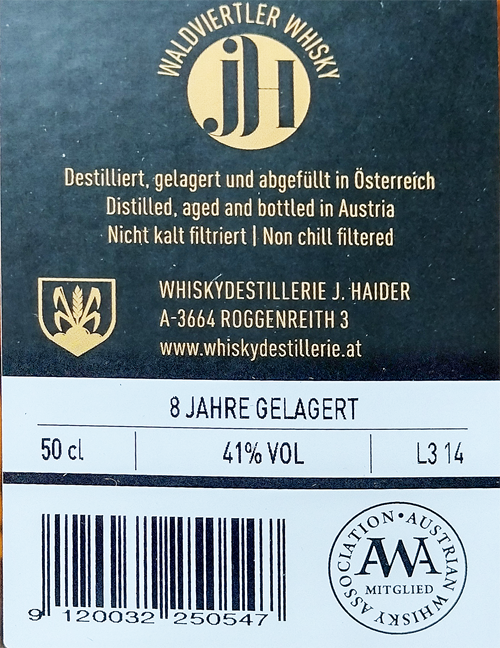 WALDVIERTLER WHISKY
JH
Destilliert, gelagert und abgefüllt in Österreich
Distilled, aged and bottled in Austria
Nicht kalt filtriert | Non chill filtered
WHISKYDESTILLERIE J. HAIDER
A-3664 ROGGENREITH 3
www.whiskydestillerie.at
8 JAHRE GELAGERT
50 cl 41% VOL L3 14
9 120032 250547
AUSTRIAN WHISKY ASSOCIATION
AWA
MITGLIED